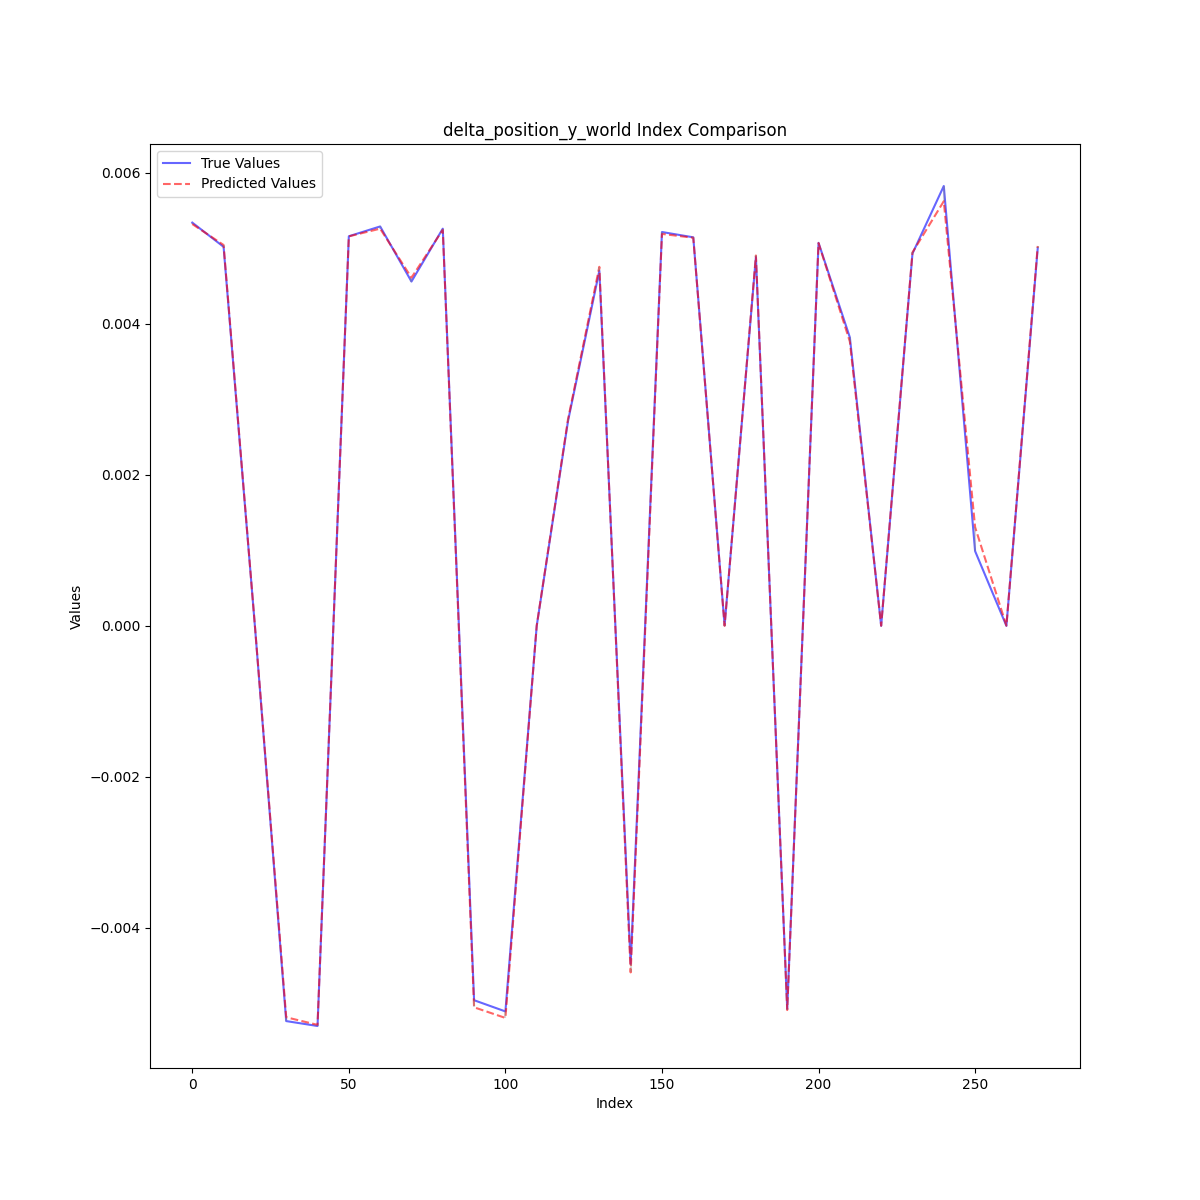 delta_position_y_world Index Comparison
True Values
Predicted Values
0.006
0.004
0.002
0.000
−0.002
−0.004
Values
0
50
100
150
200
250
Index